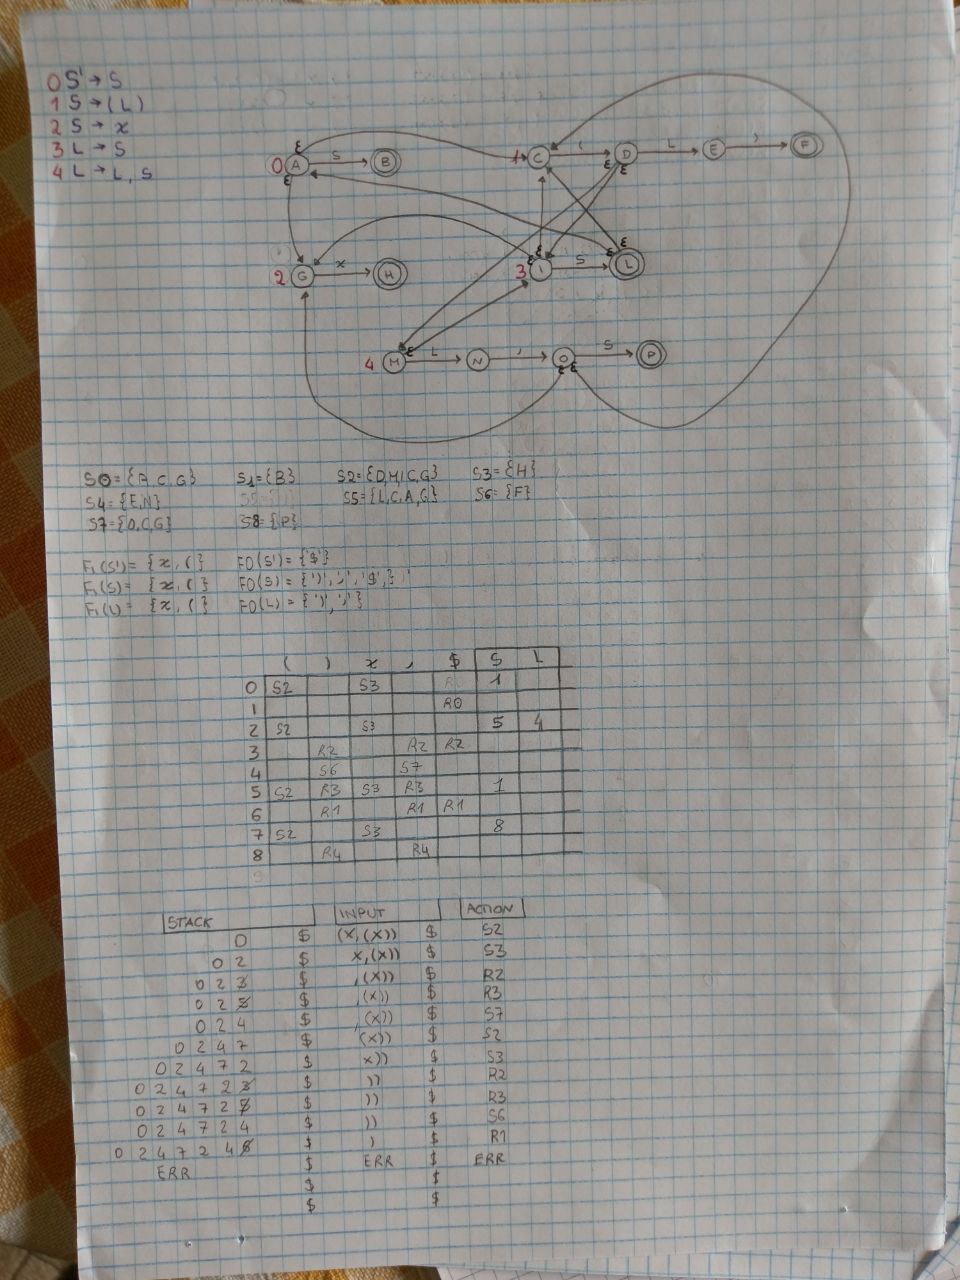 0 S' → S
1 S → (L)
2 S → x
3 L → S
4 L → L, S
0 A S B ε ε
1 C ( D L E ) F ε ε
2 G x H
3 I S L ε ε ε ε
4 M L N , O S P ε ε ε
S0={A,C,G} S1={B} S2={D,M,I,C,G} S3={H}
S4={E,N} S5={L,C,A,G} S6={F}
S7={O,C,G} S8={P}
Fi(S')= {x, (} FO(S')={'$'}
Fi(S)= {x, (} FO(S)={')',',','$',}
Fi(L)= {x, (} FO(L)={')',','}
( ) x , $ S L
0 S2 S3 R0 1
1 R0
2 S2 S3 5 4
3 R2 R2 R2
4 S6 S7
5 S2 R3 S3 R3 1
6 R1 R1 R1
7 S2 S3 8
8 R4 R4
9
STACK INPUT ACTION
0 $ (x,(x)) $ S2
0 2 $ x,(x)) $ S3
0 2 3 $ ,(x)) $ R2
0 2 5 $ ,(x)) $ R3
0 2 4 $ ,(x)) $ S7
0 2 4 7 $ (x)) $ S2
0 2 4 7 2 $ x)) $ S3
0 2 4 7 2 3 $ )) $ R2
0 2 4 7 2 5 $ )) $ R3
0 2 4 7 2 4 $ )) $ S6
0 2 4 7 2 4 6 $ ) $ R1
ERR $ ERR $ ERR
$ $
$ $